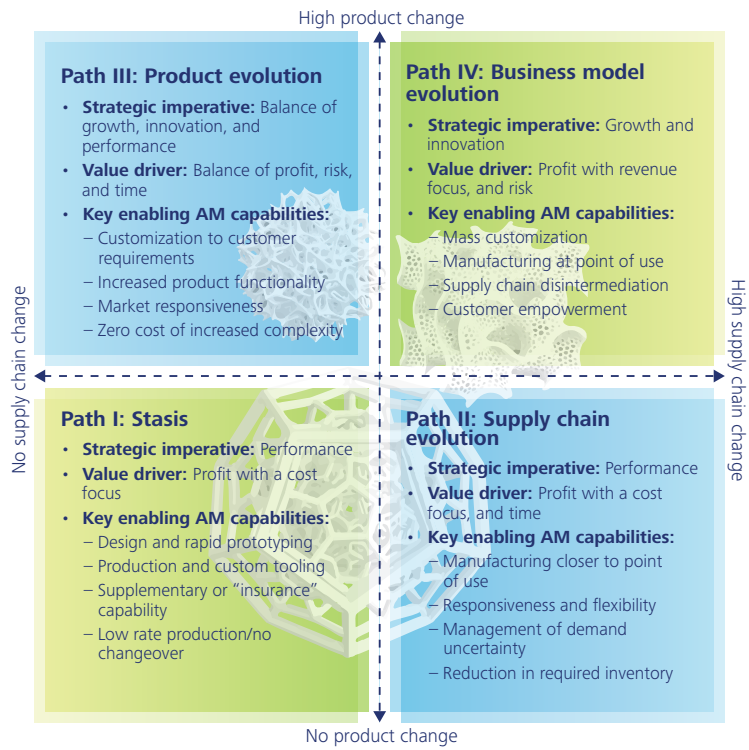 High product change
Path III: Product evolution
• Strategic imperative: Balance of
growth, innovation, and
performance
• Value driver: Balance of profit, risk,
and time
• Key enabling AM capabilities:
– Customization to customer
requirements
– Increased product functionality
– Market responsiveness
– Zero cost of increased complexity
Path IV: Business model
evolution
• Strategic imperative: Growth and
innovation
• Value driver: Profit with revenue
focus, and risk
• Key enabling AM capabilities:
– Mass customization
– Manufacturing at point of use
– Supply chain disintermediation
– Customer empowerment
No supply chain change
High supply chain change
Path I: Stasis
• Strategic imperative: Performance
• Value driver: Profit with a cost
focus
• Key enabling AM capabilities:
– Design and rapid prototyping
– Production and custom tooling
– Supplementary or “insurance”
capability
– Low rate production/no
changeover
Path II: Supply chain
evolution
• Strategic imperative: Performance
• Value driver: Profit with a cost
focus, and time
• Key enabling AM capabilities:
– Manufacturing closer to point
of use
– Responsiveness and flexibility
– Management of demand
uncertainty
– Reduction in required inventory
No product change